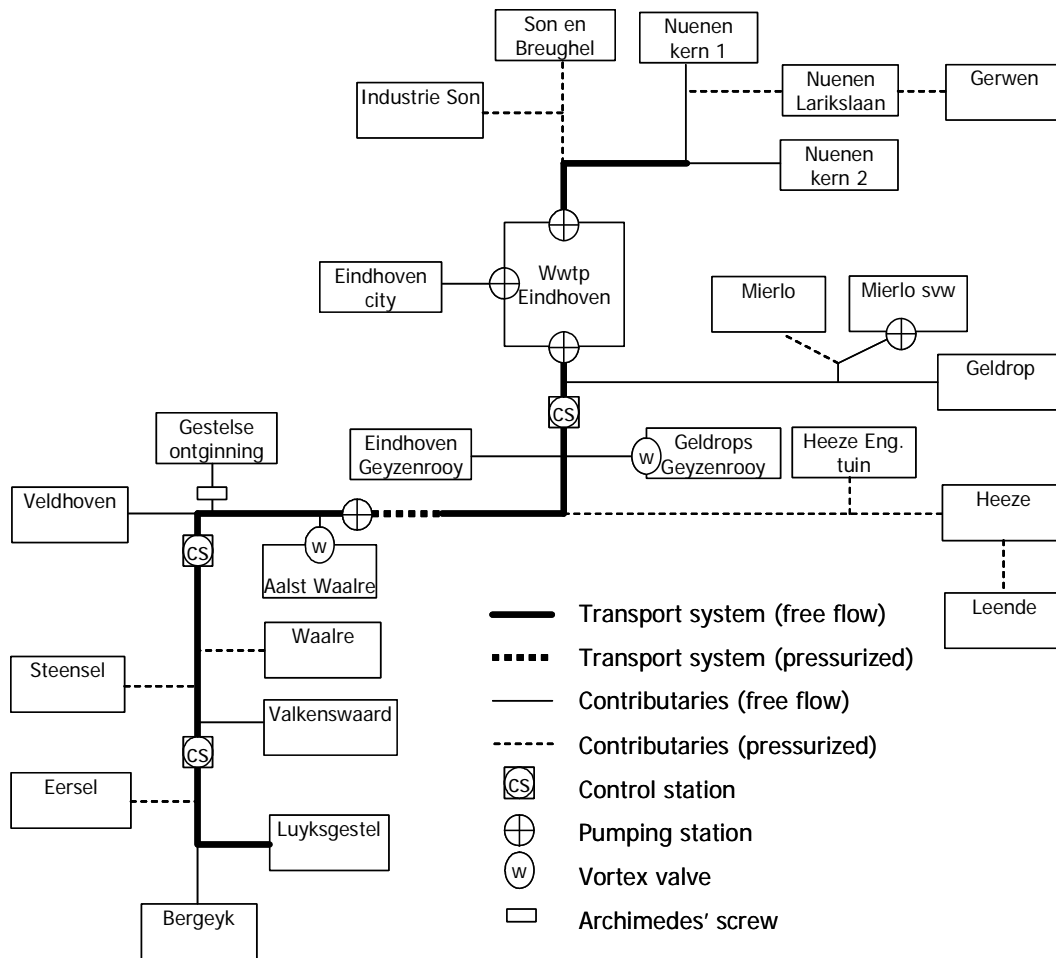 Son en
Breughel
Nuenen
kern 1
Industrie Son
Nuenen
Larikslaan
Gerwen
Nuenen
kern 2
Eindhoven
city
Wwtp
Eindhoven
Mierlo
Mierlo svw
Geldrop
CS
Gestelse
ontginning
Eindhoven
Geyzenrooy
W
Geldrops
Geyzenrooy
Heeze Eng.
tuin
Veldhoven
Heeze
CS
W
Aalst Waalre
Leende
Waalre
Steensel
Valkenswaard
CS
Eersel
Luyksgestel
Bergeyk
Transport system (free flow)
Transport system (pressurized)
Contributaries (free flow)
Contributaries (pressurized)
CS
Control station
Pumping station
W
Vortex valve
Archimedes' screw